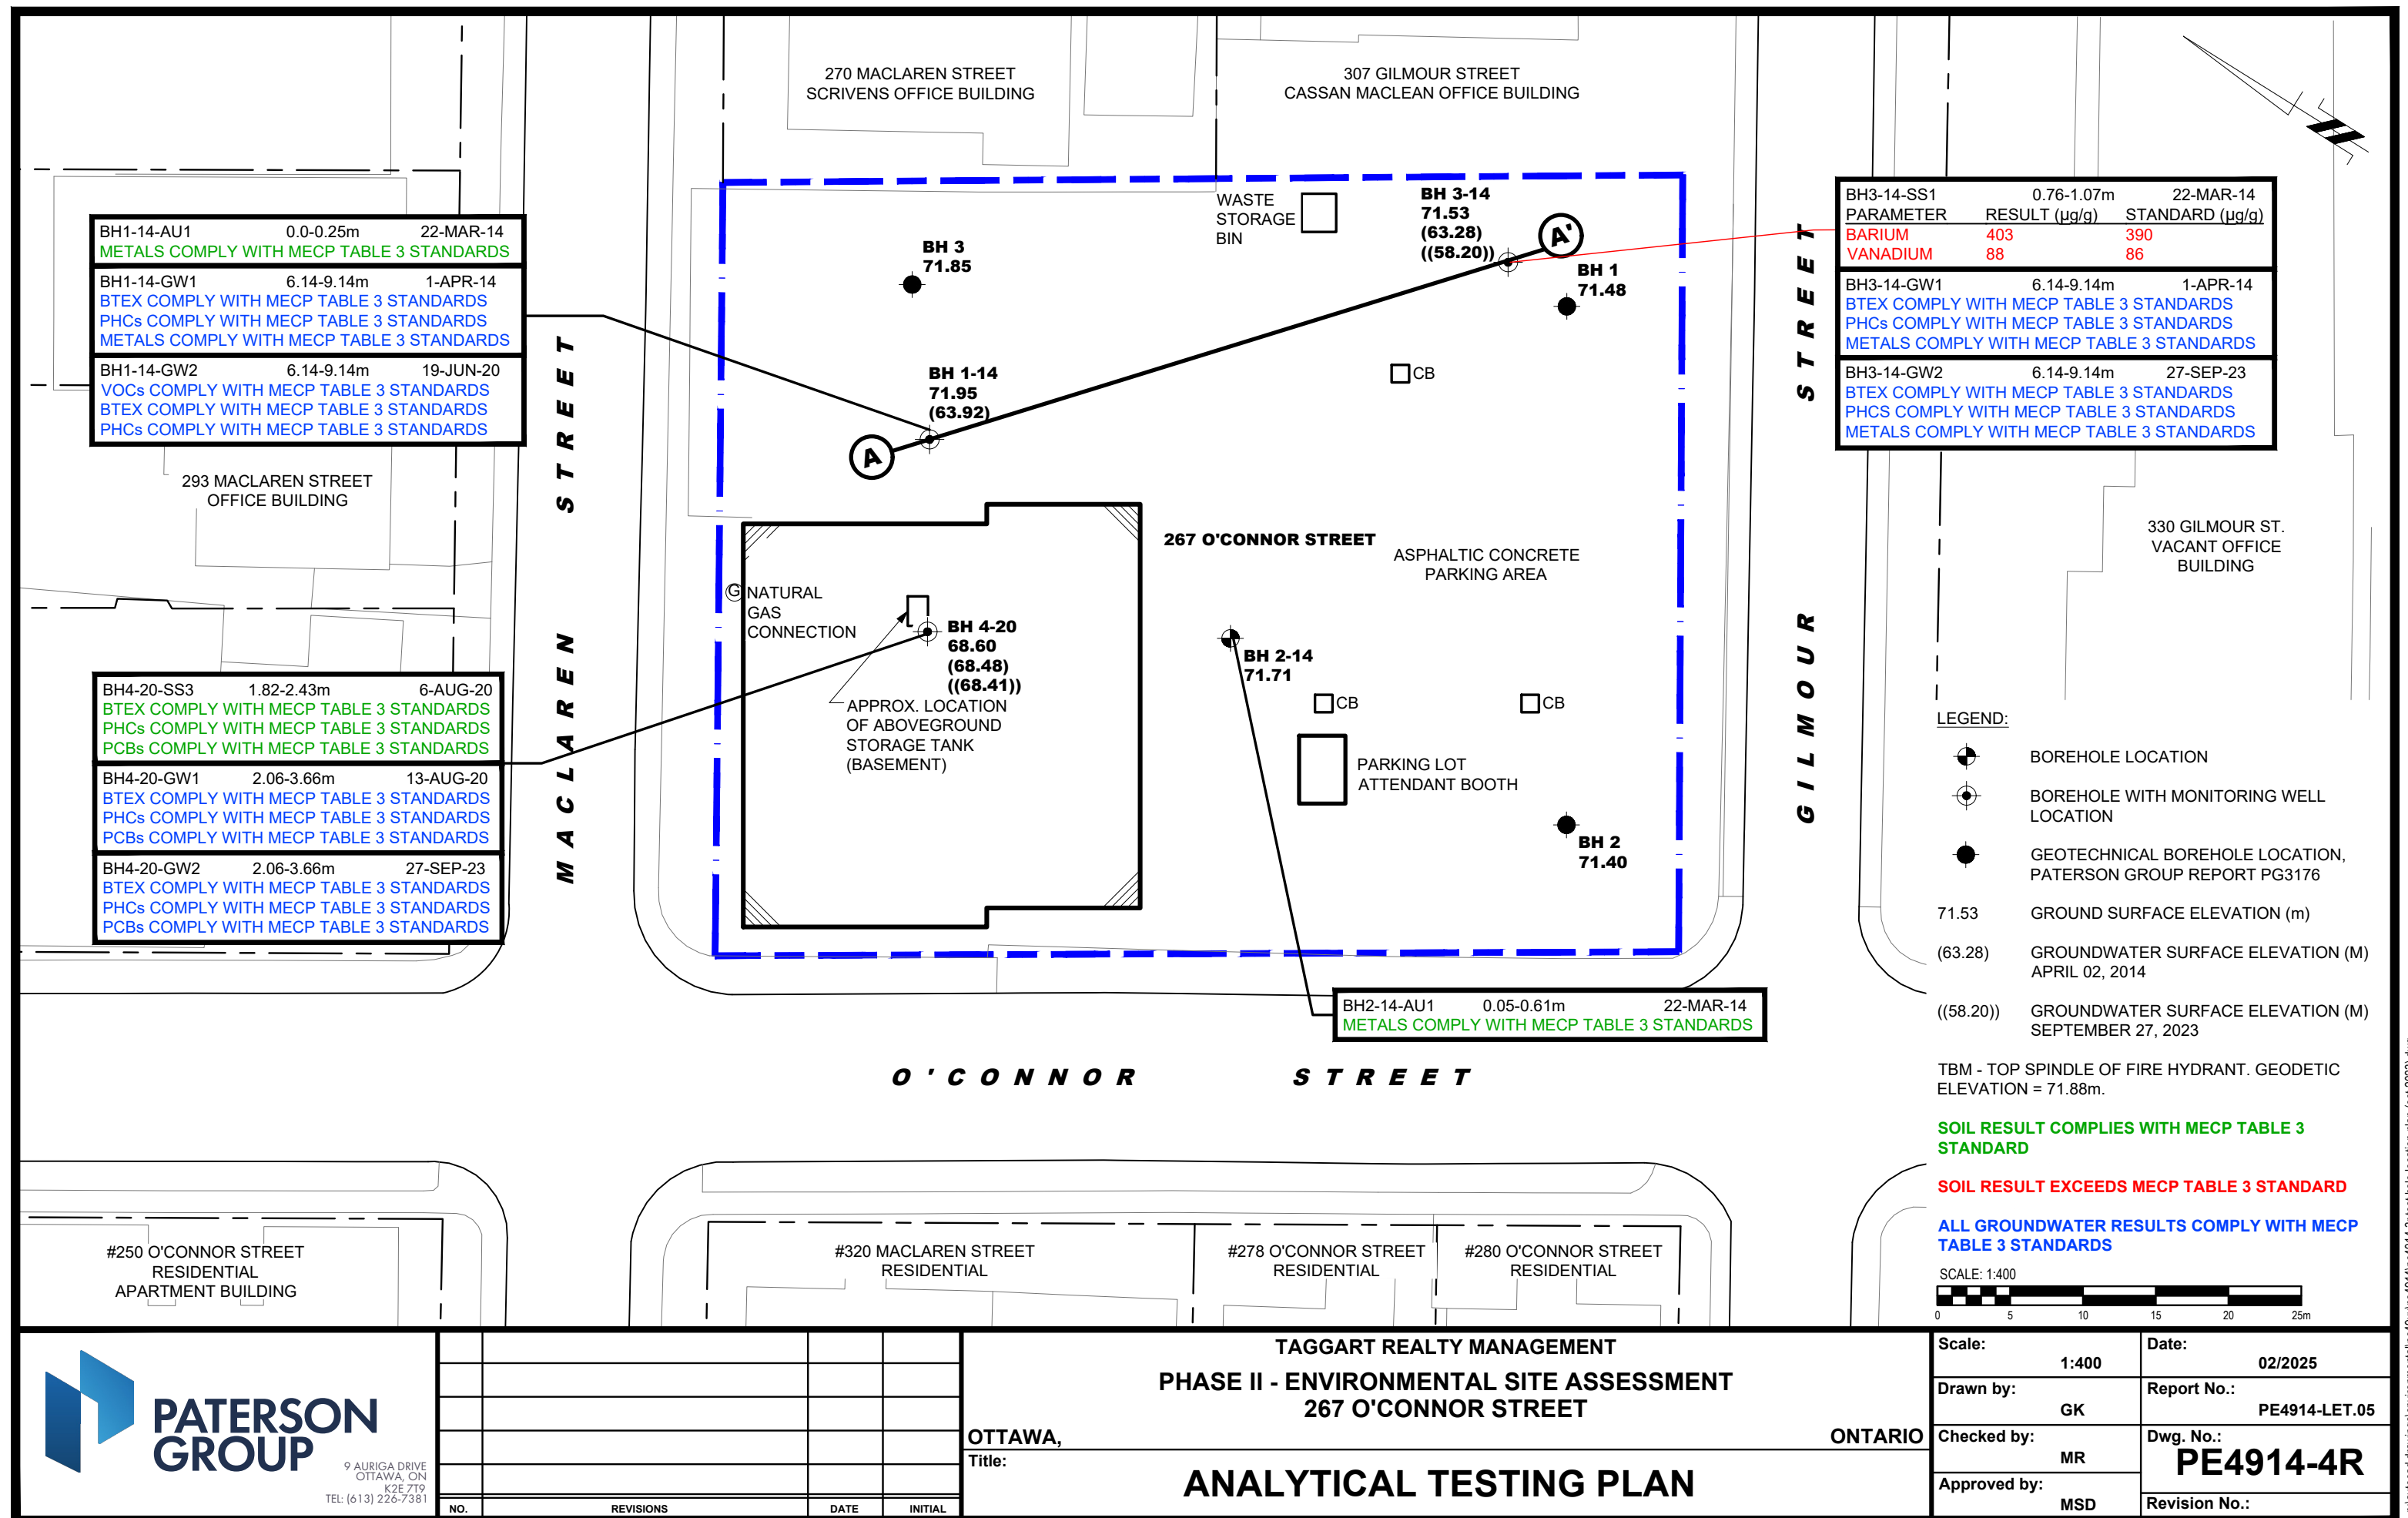 270 MACLAREN STREET
SCRIVENS OFFICE BUILDING
307 GILMOUR STREET
CASSAN MACLEAN OFFICE BUILDING
BH1-14-AU1 0.0-0.25m 22-MAR-14
METALS COMPLY WITH MECP TABLE 3 STANDARDS
BH1-14-GW1 6.14-9.14m 1-APR-14
BTEX COMPLY WITH MECP TABLE 3 STANDARDS
PHCs COMPLY WITH MECP TABLE 3 STANDARDS
METALS COMPLY WITH MECP TABLE 3 STANDARDS
BH1-14-GW2 6.14-9.14m 19-JUN-20
VOCs COMPLY WITH MECP TABLE 3 STANDARDS
BTEX COMPLY WITH MECP TABLE 3 STANDARDS
PHCs COMPLY WITH MECP TABLE 3 STANDARDS
293 MACLAREN STREET
OFFICE BUILDING
BH4-20-SS3 1.82-2.43m 6-AUG-20
BTEX COMPLY WITH MECP TABLE 3 STANDARDS
PHCs COMPLY WITH MECP TABLE 3 STANDARDS
PCBs COMPLY WITH MECP TABLE 3 STANDARDS
BH4-20-GW1 2.06-3.66m 13-AUG-20
BTEX COMPLY WITH MECP TABLE 3 STANDARDS
PHCs COMPLY WITH MECP TABLE 3 STANDARDS
PCBs COMPLY WITH MECP TABLE 3 STANDARDS
BH4-20-GW2 2.06-3.66m 27-SEP-23
BTEX COMPLY WITH MECP TABLE 3 STANDARDS
PHCs COMPLY WITH MECP TABLE 3 STANDARDS
PCBs COMPLY WITH MECP TABLE 3 STANDARDS
MACLAREN STREET
WASTE
STORAGE
BIN
BH 3-14
71.53
(63.28)
((58.20))
A'
BH 3
71.85
BH 1
71.48
BH 1-14
71.95
(63.92)
A
CB
267 O'CONNOR STREET
ASPHALTIC CONCRETE
PARKING AREA
G
NATURAL
GAS
CONNECTION
BH 4-20
68.60
(68.48)
((68.41))
APPROX. LOCATION
OF ABOVEGROUND
STORAGE TANK
(BASEMENT)
BH 2-14
71.71
CB
CB
PARKING LOT
ATTENDANT BOOTH
BH 2
71.40
GILMOUR STREET
BH3-14-SS1 0.76-1.07m 22-MAR-14
PARAMETER RESULT (µg/g) STANDARD (µg/g)
BARIUM 403 390
VANADIUM 88 86
BH3-14-GW1 6.14-9.14m 1-APR-14
BTEX COMPLY WITH MECP TABLE 3 STANDARDS
PHCs COMPLY WITH MECP TABLE 3 STANDARDS
METALS COMPLY WITH MECP TABLE 3 STANDARDS
BH3-14-GW2 6.14-9.14m 27-SEP-23
BTEX COMPLY WITH MECP TABLE 3 STANDARDS
PHCS COMPLY WITH MECP TABLE 3 STANDARDS
METALS COMPLY WITH MECP TABLE 3 STANDARDS
330 GILMOUR ST.
VACANT OFFICE
BUILDING
BH2-14-AU1 0.05-0.61m 22-MAR-14
METALS COMPLY WITH MECP TABLE 3 STANDARDS
O'CONNOR STREET
LEGEND:
BOREHOLE LOCATION
BOREHOLE WITH MONITORING WELL
LOCATION
GEOTECHNICAL BOREHOLE LOCATION,
PATERSON GROUP REPORT PG3176
71.53 GROUND SURFACE ELEVATION (m)
(63.28) GROUNDWATER SURFACE ELEVATION (M)
APRIL 02, 2014
((58.20)) GROUNDWATER SURFACE ELEVATION (M)
SEPTEMBER 27, 2023
TBM - TOP SPINDLE OF FIRE HYDRANT. GEODETIC
ELEVATION = 71.88m.
SOIL RESULT COMPLIES WITH MECP TABLE 3
STANDARD
SOIL RESULT EXCEEDS MECP TABLE 3 STANDARD
ALL GROUNDWATER RESULTS COMPLY WITH MECP
TABLE 3 STANDARDS
SCALE: 1:400
0 5 10 15 20 25m
#250 O'CONNOR STREET
RESIDENTIAL
APARTMENT BUILDING
#320 MACLAREN STREET
RESIDENTIAL
#278 O'CONNOR STREET
RESIDENTIAL
#280 O'CONNOR STREET
RESIDENTIAL
PATERSON
GROUP
9 AURIGA DRIVE
OTTAWA, ON
K2E 7T9
TEL: (613) 226-7381
NO. REVISIONS DATE INITIAL
TAGGART REALTY MANAGEMENT
PHASE II - ENVIRONMENTAL SITE ASSESSMENT
267 O'CONNOR STREET
OTTAWA, ONTARIO
Title:
ANALYTICAL TESTING PLAN
Scale:
1:400
Date:
02/2025
Drawn by:
GK
Report No.:
PE4914-LET.05
Checked by:
MR
Dwg. No.:
PE4914-4R
Approved by:
MSD
Revision No.: